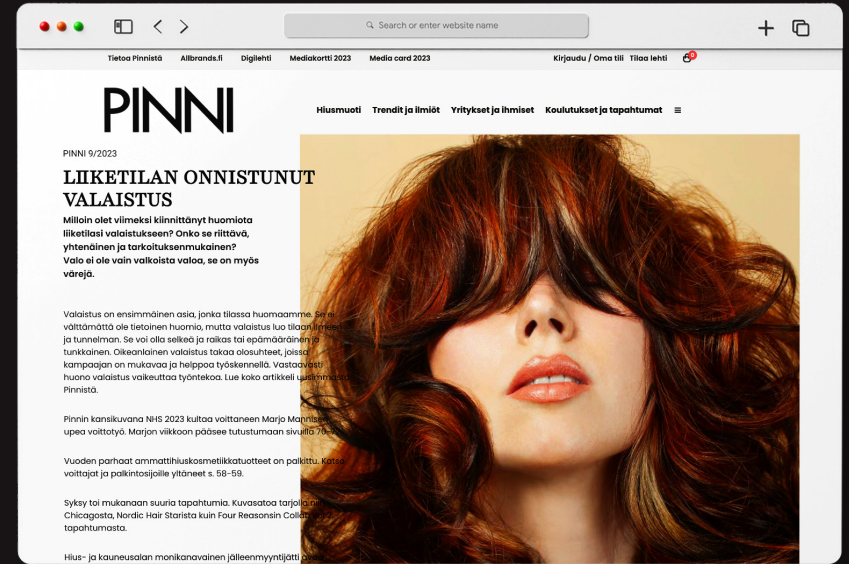 Search or enter website name
Tietoa Pinnistä Allbrands.fi Digilehti Mediakortti 2023 Media card 2023 Kirjaudu / Oma tili Tilaa lehti 0
PINNI
Hiusmuoti Trendit ja ilmiöt Yritykset ja ihmiset Koulutukset ja tapahtumat
PINNI 9/2023
LIIKETILAN ONNISTUNUT
VALAISTUS
Milloin olet viimeksi kiinnittänyt huomiota
liiketilasi valaistukseen? Onko se riittävä,
yhtenäinen ja tarkoituksenmukainen?
Valo ei ole vain valkoista valoa, se on myös
värejä.
Valaistus on ensimmäinen asia, jonka tilassa huomaamme. Se ei
välttämättä ole tietoinen huomio, mutta valaistus luo tilaan ilmeen
ja tunnelman. Se voi olla selkeä ja raikas tai epämääräinen ja
tunkkainen. Oikeanlainen valaistus takaa olosuhteet, joissa
kampaajan on mukavaa ja helppoa työskennellä. Vastaavasti
huono valaistus vaikeuttaa työntekoa. Lue koko artikkeli uusimmasta
Pinnistä.
Pinnin kansikuvana NHS 2023 kultaa voittaneen Marjo
upea voittotyö. Marjon viikkoon pääsee tutustumaan sivuilla
Vuoden parhaat ammattihiuskosmetiikkatuotteet on palkittu. Katso
voittajat ja palkintosijoille yltäneet s. 58-59.
Syksy toi mukanaan suuria tapahtumia. Kuvasatoa tarjolla
Chicagosta, Nordic Hair Starista kuin Four Reasonsin
tapahtumasta.
Hius- ja kauneusalan monikanavainen jälleenmyyntijätti